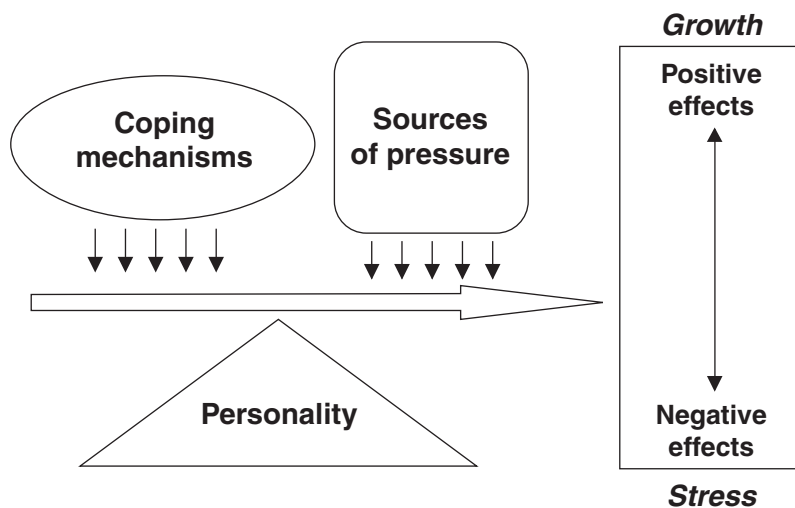 Growth
Coping
mechanisms
Sources
of pressure
Positive
effects
Personality
Negative
effects
Stress